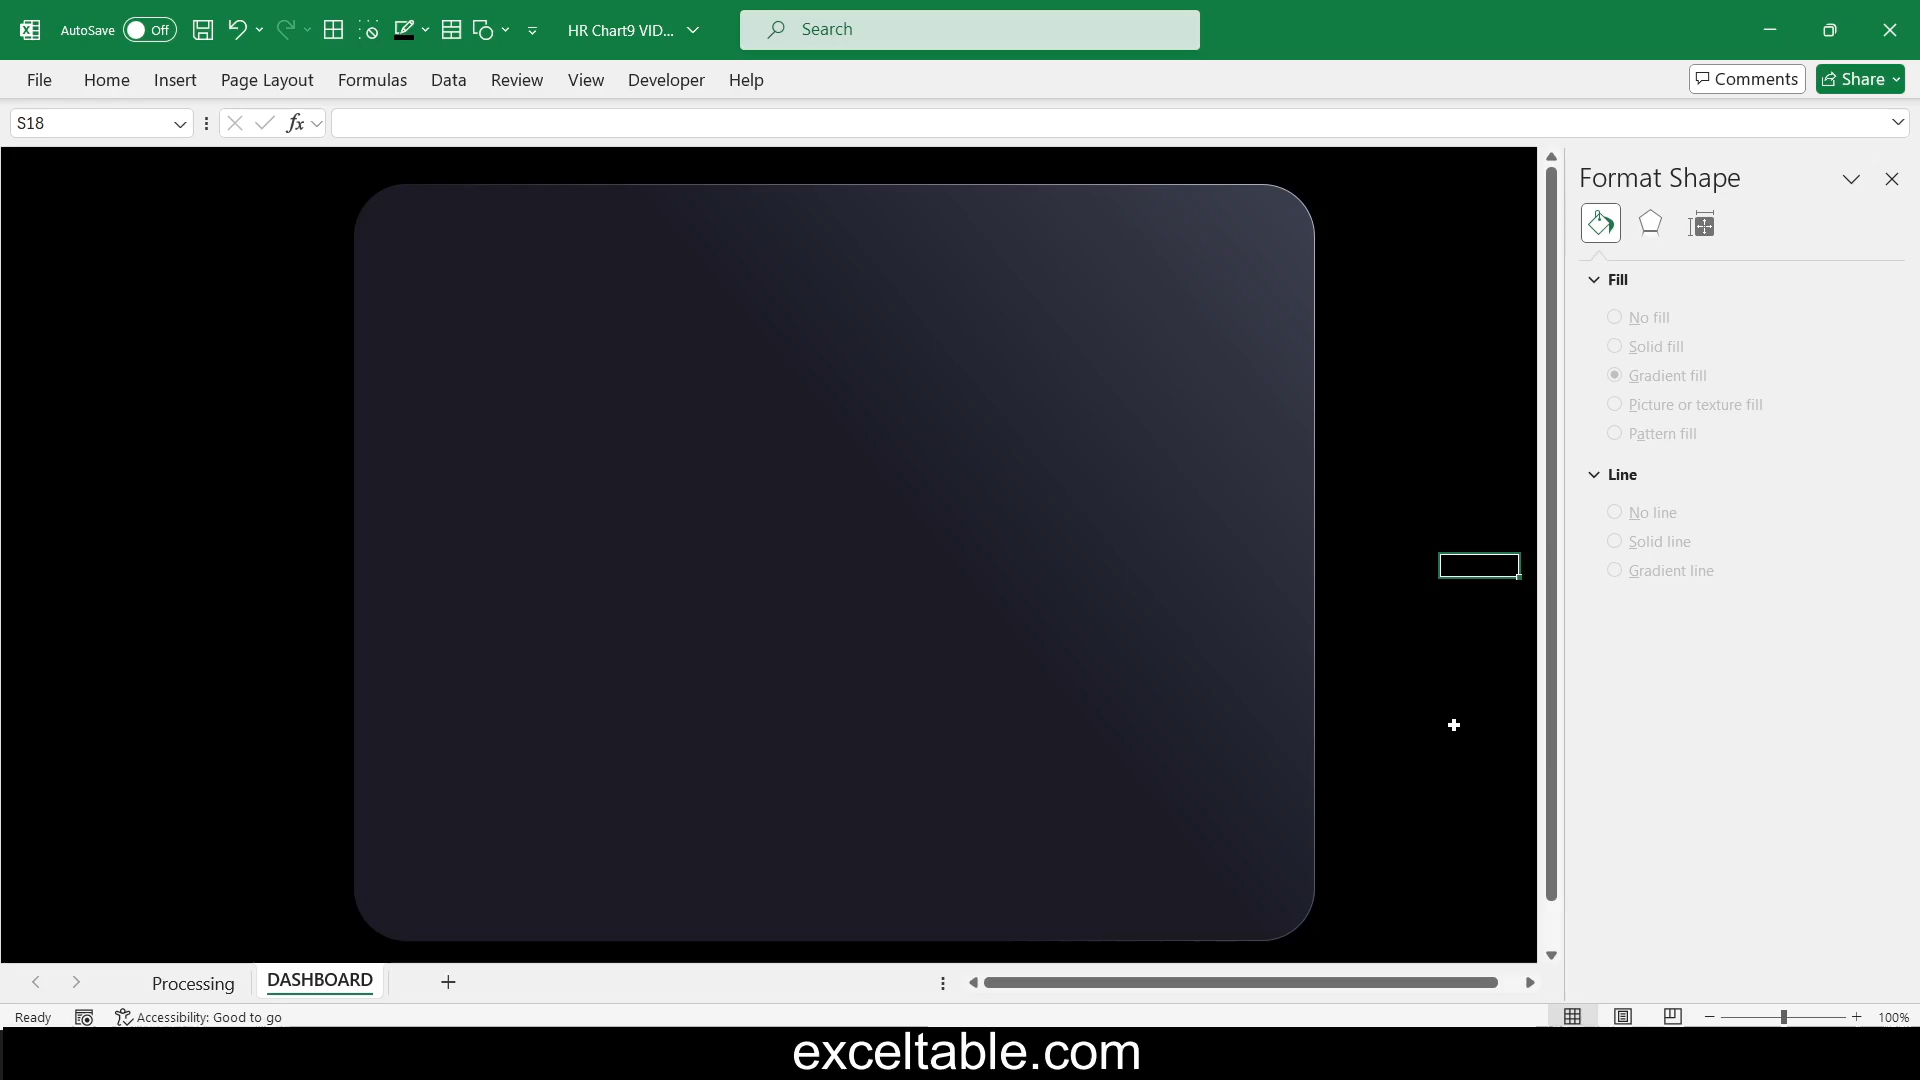 AutoSave Off HR Chart9 VID... Search
File Home Insert Page Layout Formulas Data Review View Developer Help Comments Share
S18 fx
Format Shape
Fill
No fill
Solid fill
Gradient fill
Picture or texture fill
Pattern fill
Line
No line
Solid line
Gradient line
Processing DASHBOARD
Ready Accessibility: Good to go 100%
exceltable.com